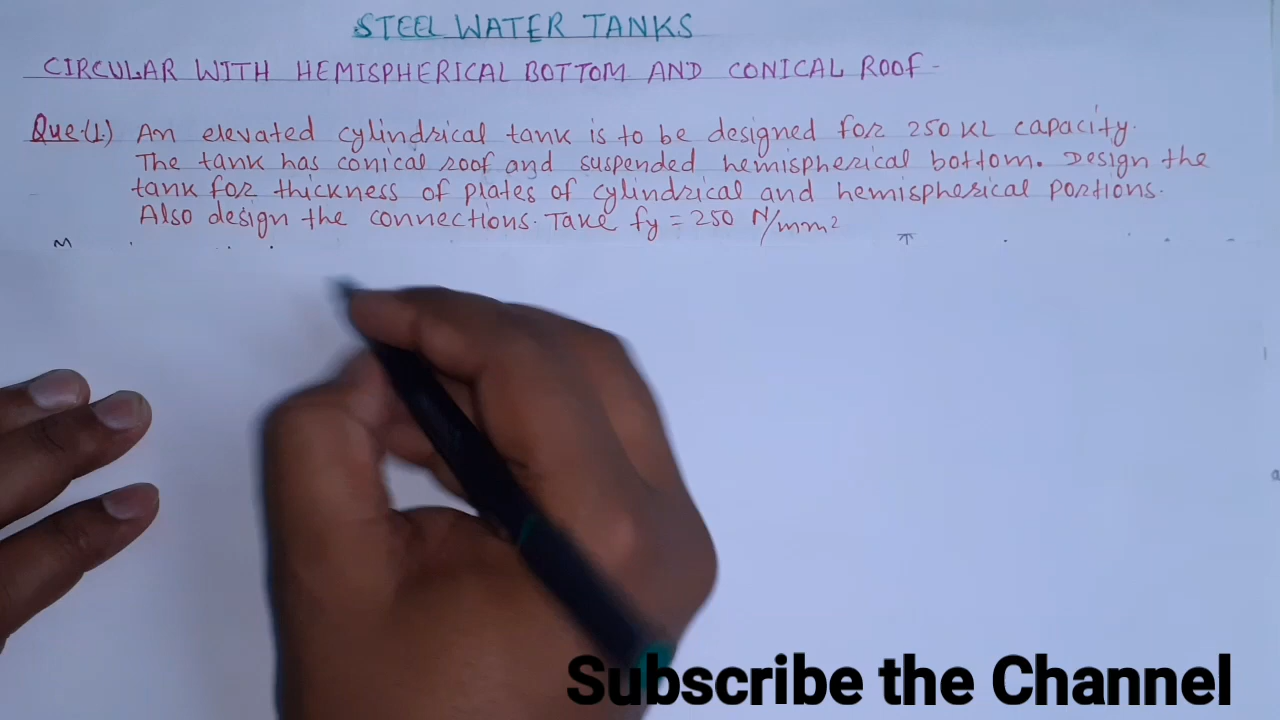 STEEL WATER TANKS
CIRCULAR WITH HEMISPHERICAL BOTTOM AND CONICAL ROOF -
Que.(1.) An elevated cylindrical tank is to be designed for 250 KL capacity.
The tank has conical roof and suspended hemispherical bottom. Design the
tank for thickness of plates of cylindrical and hemispherical portions.
Also design the connections. Take fy = 250 N/mm²
Subscribe the Channel